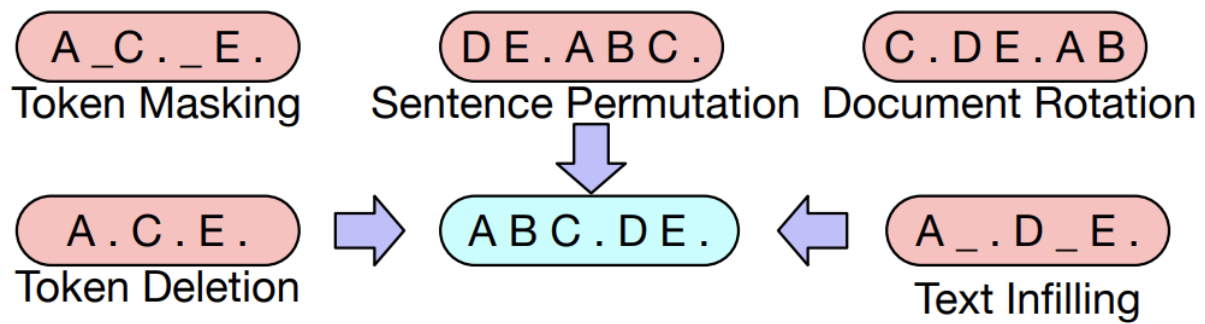 A _C . _ E .
D E . A B C .
C . D E . A B
Token Masking
Sentence Permutation
Document Rotation
A . C . E .
A B C . D E .
A _ . D _ E .
Token Deletion
Text Infilling